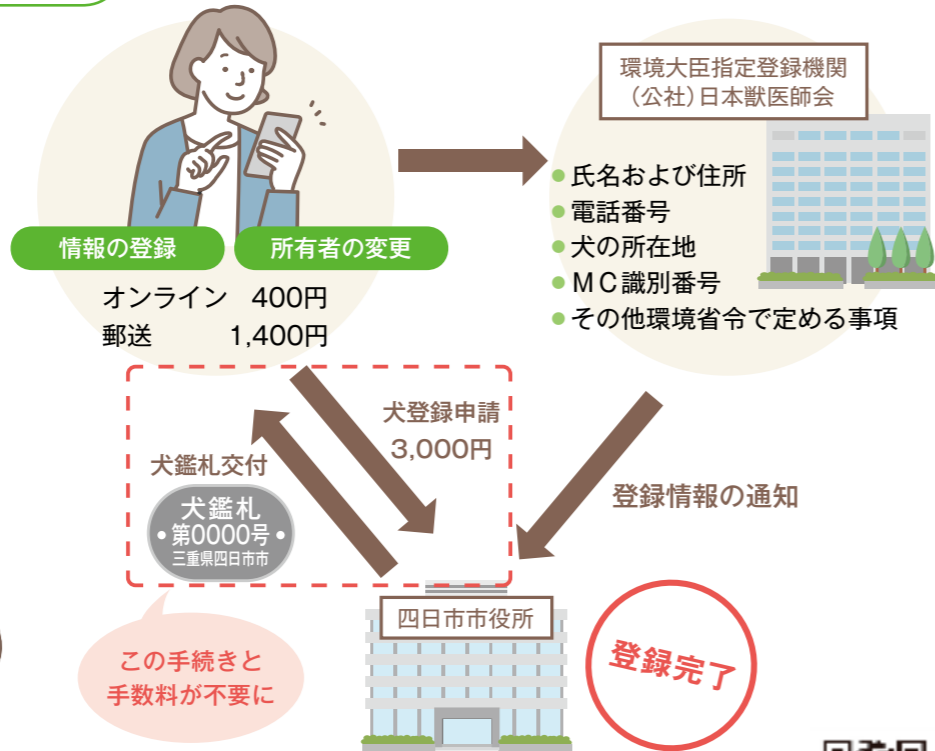 環境大臣指定登録機関
（公社）日本獣医師会
氏名および住所
電話番号
犬の所在地
ＭＣ識別番号
その他環境省令で定める事項
情報の登録
所有者の変更
オンライン　400円
郵送　1,400円
犬登録申請
3,000円
犬鑑札交付
犬鑑札
・第0000号・
三重県四日市市
登録情報の通知
四日市市役所
この手続きと
手数料が不要に
登録完了